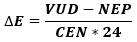 ΔE = VUD − NEP
CEN * 24